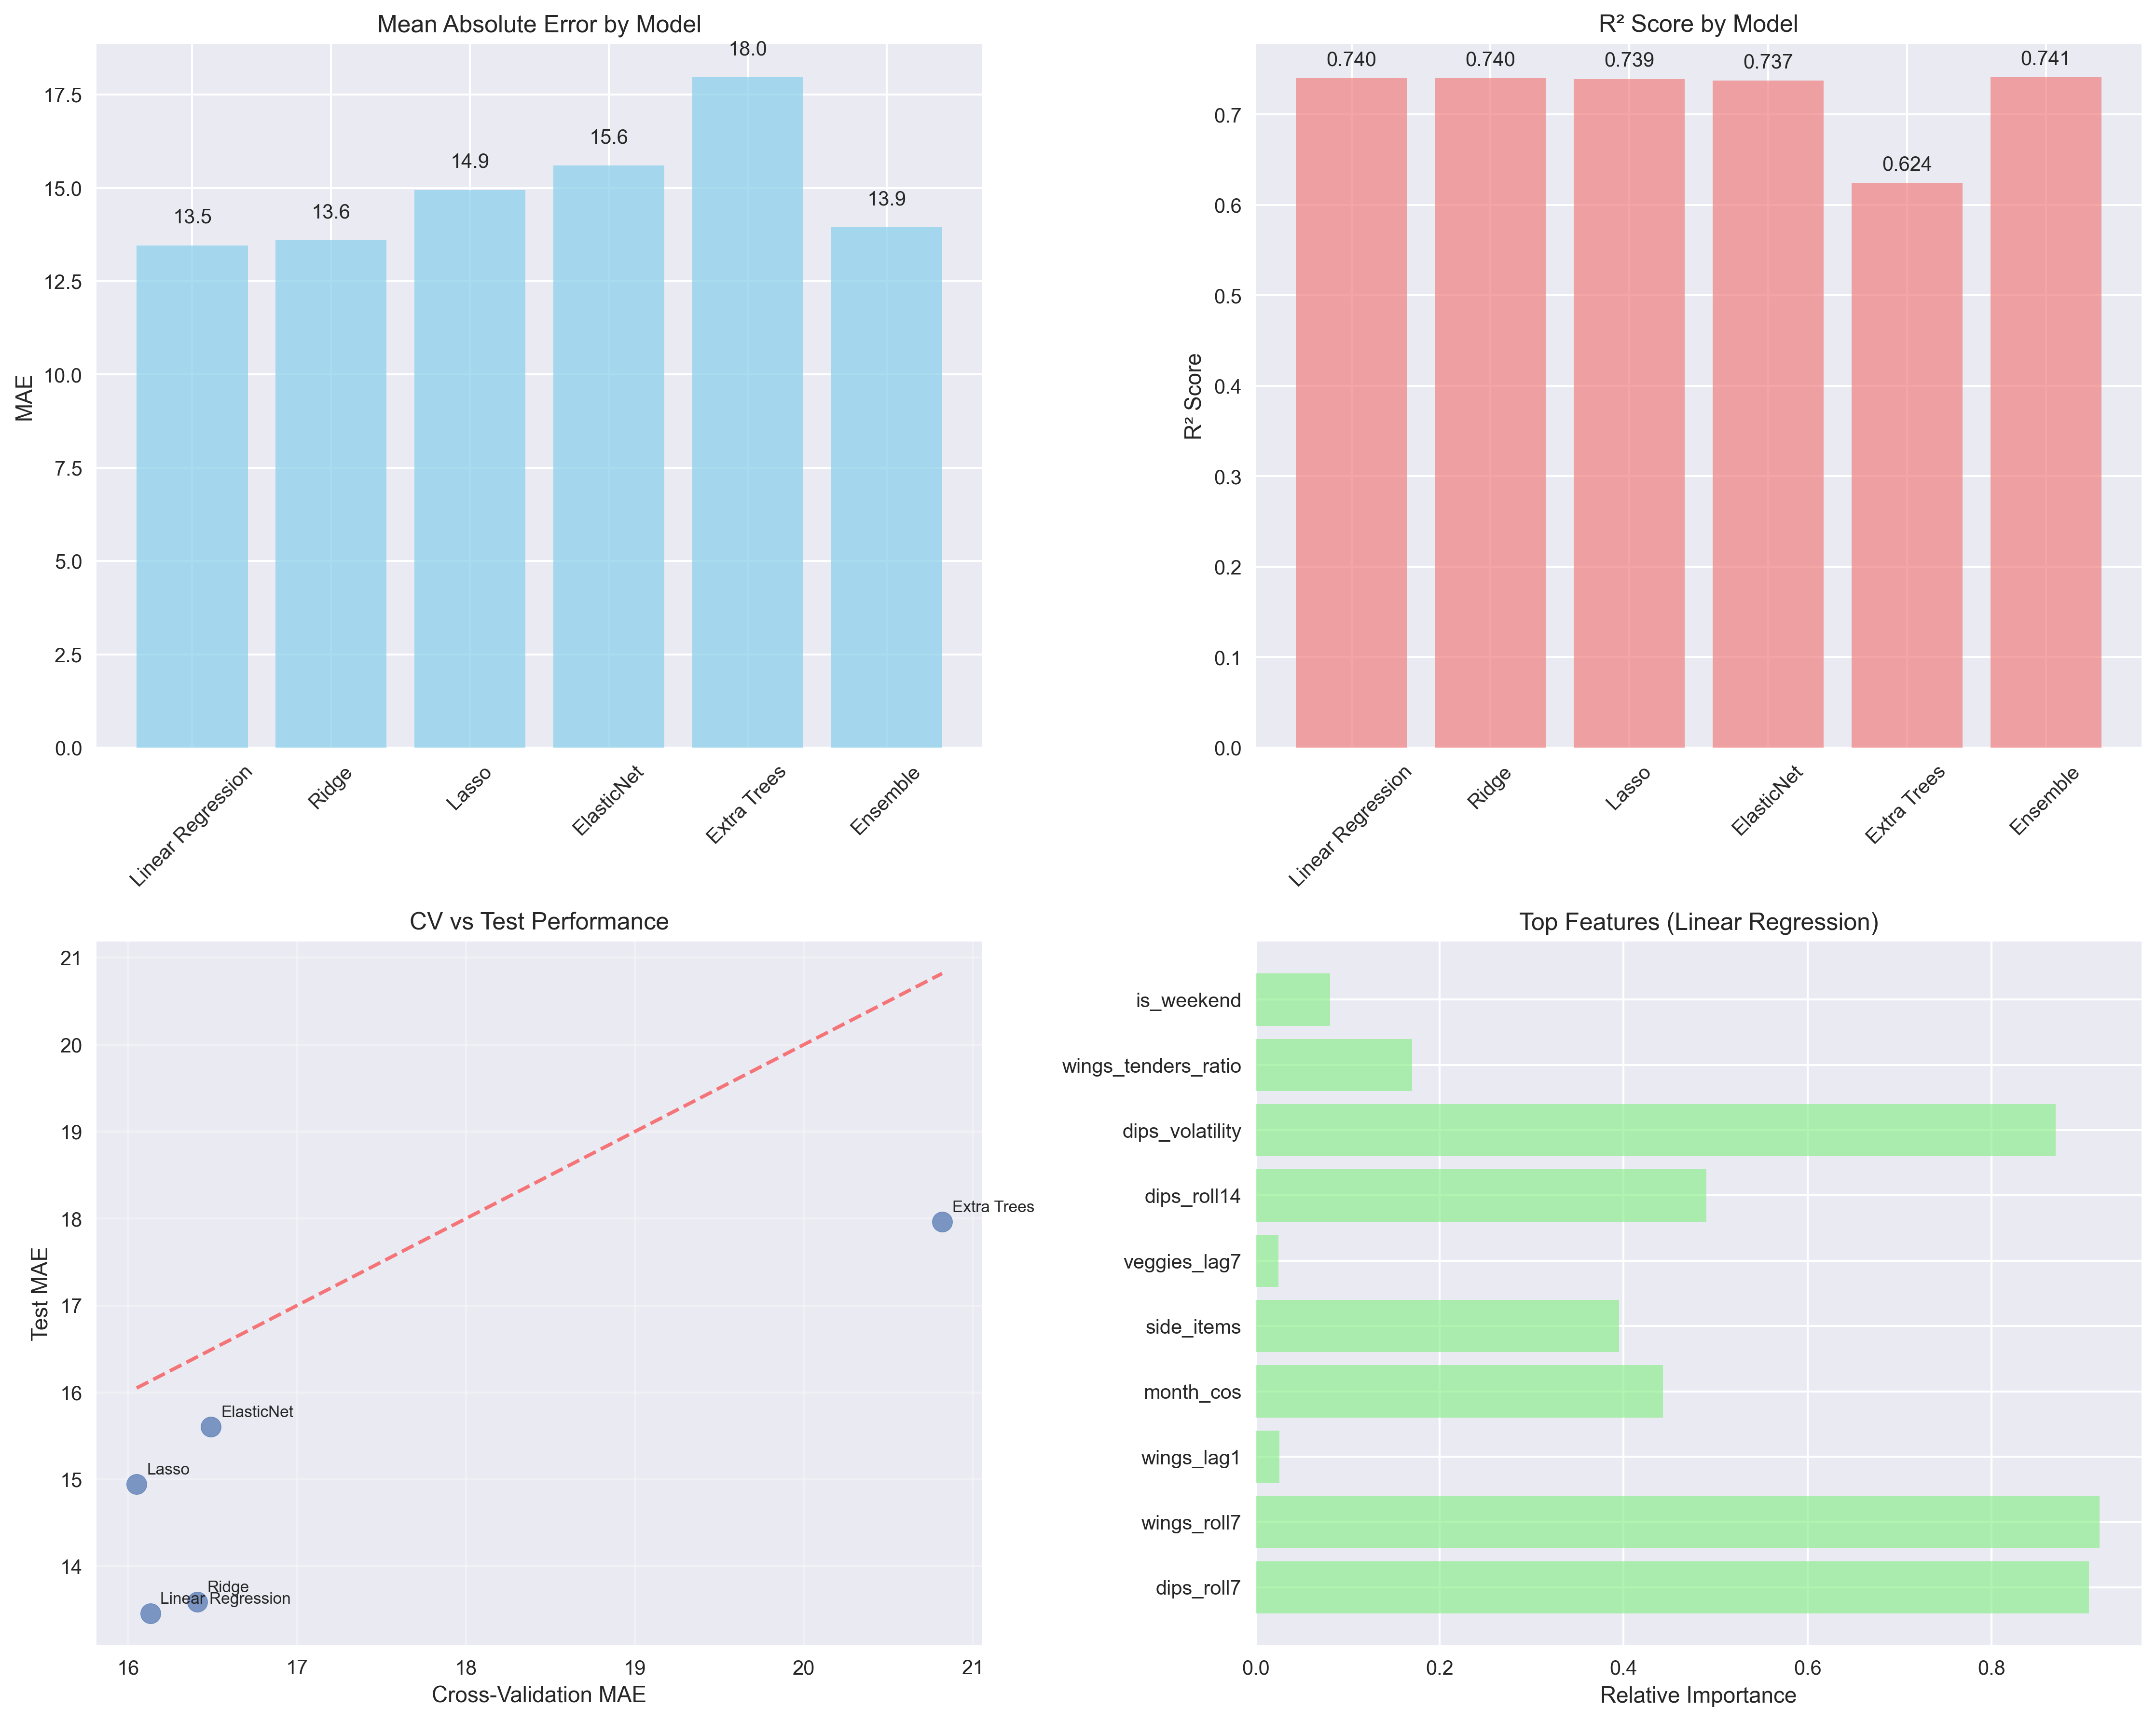 Mean Absolute Error by Model
MAE
17.5
15.0
12.5
10.0
7.5
5.0
2.5
0.0
13.5
13.6
14.9
15.6
18.0
13.9
Linear Regression
Ridge
Lasso
ElasticNet
Extra Trees
Ensemble
R² Score by Model
R² Score
0.7
0.6
0.5
0.4
0.3
0.2
0.1
0.0
0.740
0.740
0.739
0.737
0.624
0.741
Linear Regression
Ridge
Lasso
ElasticNet
Extra Trees
Ensemble
CV vs Test Performance
Test MAE
21
20
19
18
17
16
15
14
Extra Trees
ElasticNet
Lasso
Ridge
Linear Regression
16
17
18
19
20
21
Cross-Validation MAE
Top Features (Linear Regression)
is_weekend
wings_tenders_ratio
dips_volatility
dips_roll14
veggies_lag7
side_items
month_cos
wings_lag1
wings_roll7
dips_roll7
0.0
0.2
0.4
0.6
0.8
Relative Importance